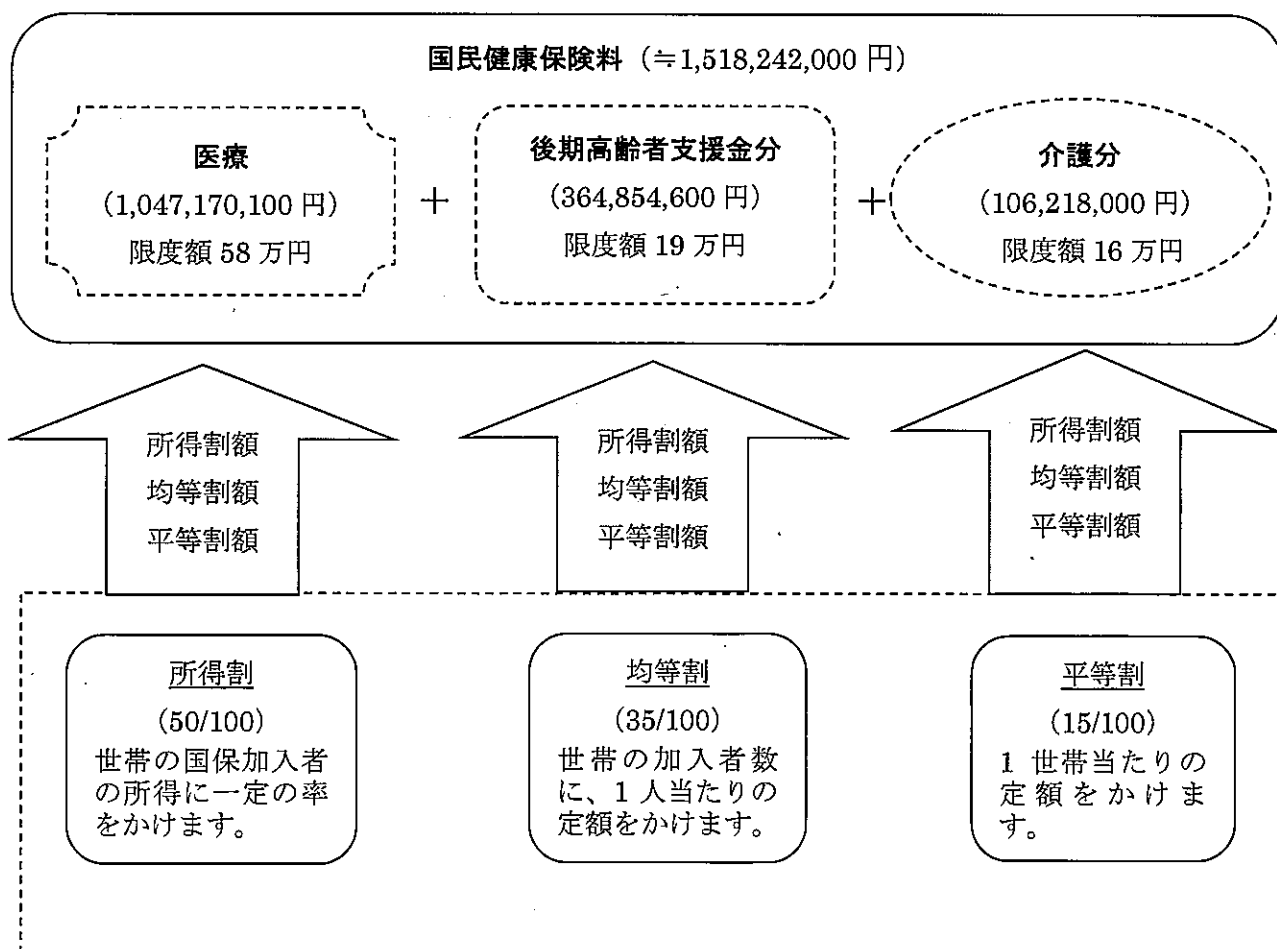 国民健康保険料（≒1,518,242,000 円）
医療
（1,047,170,100 円）
限度額 58 万円
＋
後期高齢者支援金分
（364,854,600 円）
限度額 19 万円
＋
介護分
（106,218,000 円）
限度額 16 万円
所得割額
均等割額
平等割額
所得割額
均等割額
平等割額
所得割額
均等割額
平等割額
所得割
（50/100）
世帯の国保加入者
の所得に一定の率
をかけます。
均等割
（35/100）
世帯の加入者数
に、1 人当たりの
定額をかけます。
平等割
（15/100）
1 世帯当たりの
定額をかけま
す。